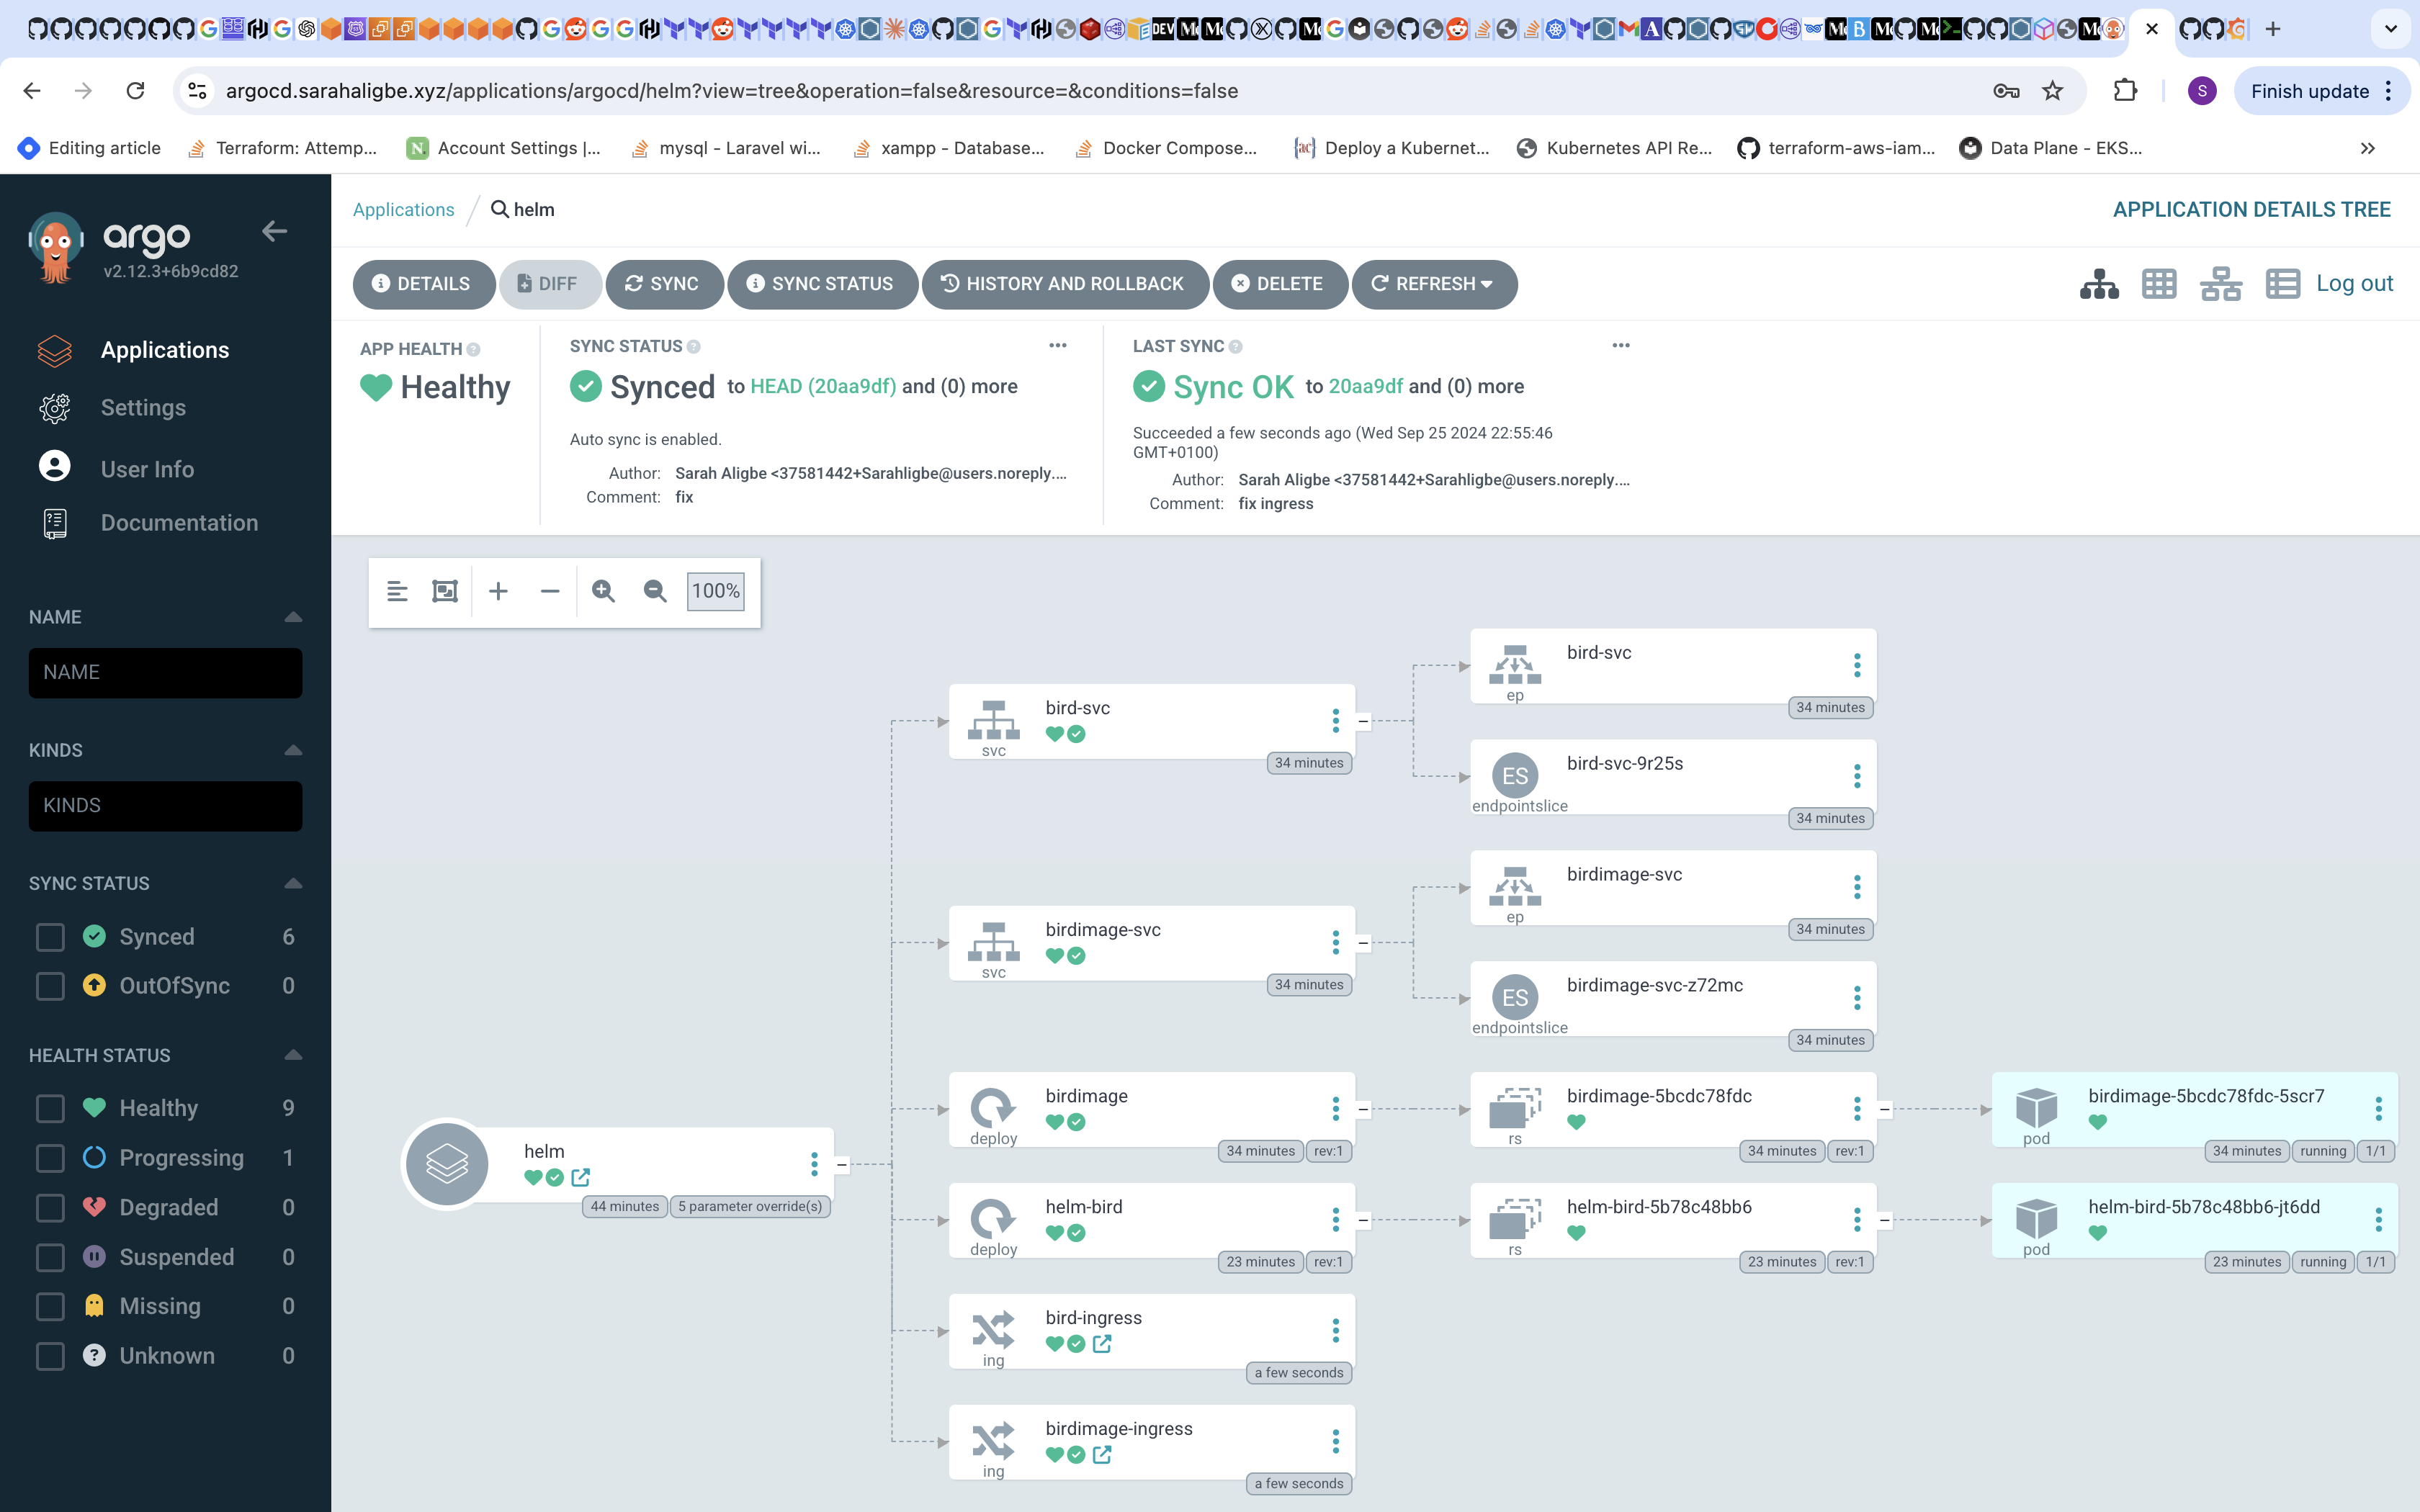 argocd.sarahaligbe.xyz/applications/argocd/helm?view=tree&operation=false&resource=&conditions=false
S
Finish update
Editing article
Terraform: Attemp...
Account Settings |...
mysql - Laravel wi...
xampp - Database...
Docker Compose...
Deploy a Kubernet...
Kubernetes API Re...
terraform-aws-iam...
Data Plane - EKS...
argo
v2.12.3+6b9cd82
Applications
Settings
User Info
Documentation
NAME
NAME
KINDS
KINDS
SYNC STATUS
Synced 6
OutOfSync 0
HEALTH STATUS
Healthy 9
Progressing 1
Degraded 0
Suspended 0
Missing 0
Unknown 0
Applications / helm
APPLICATION DETAILS TREE
DETAILS
DIFF
SYNC
SYNC STATUS
HISTORY AND ROLLBACK
DELETE
REFRESH
Log out
APP HEALTH
Healthy
SYNC STATUS
Synced to HEAD (20aa9df) and (0) more
Auto sync is enabled.
Author: Sarah Aligbe <37581442+Sarahligbe@users.noreply....
Comment: fix
LAST SYNC
Sync OK to 20aa9df and (0) more
Succeeded a few seconds ago (Wed Sep 25 2024 22:55:46
GMT+0100)
Author: Sarah Aligbe <37581442+Sarahligbe@users.noreply....
Comment: fix ingress
100%
helm
44 minutes
5 parameter override(s)
bird-svc
svc
34 minutes
bird-svc
ep
34 minutes
ES
bird-svc-9r25s
endpointslice
34 minutes
birdimage-svc
svc
34 minutes
birdimage-svc
ep
34 minutes
ES
birdimage-svc-z72mc
endpointslice
34 minutes
birdimage
deploy
34 minutes
rev:1
birdimage-5bcdc78fdc
rs
34 minutes
rev:1
birdimage-5bcdc78fdc-5scr7
pod
34 minutes
running
1/1
helm-bird
deploy
23 minutes
rev:1
helm-bird-5b78c48bb6
rs
23 minutes
rev:1
helm-bird-5b78c48bb6-jt6dd
pod
23 minutes
running
1/1
bird-ingress
ing
a few seconds
birdimage-ingress
ing
a few seconds